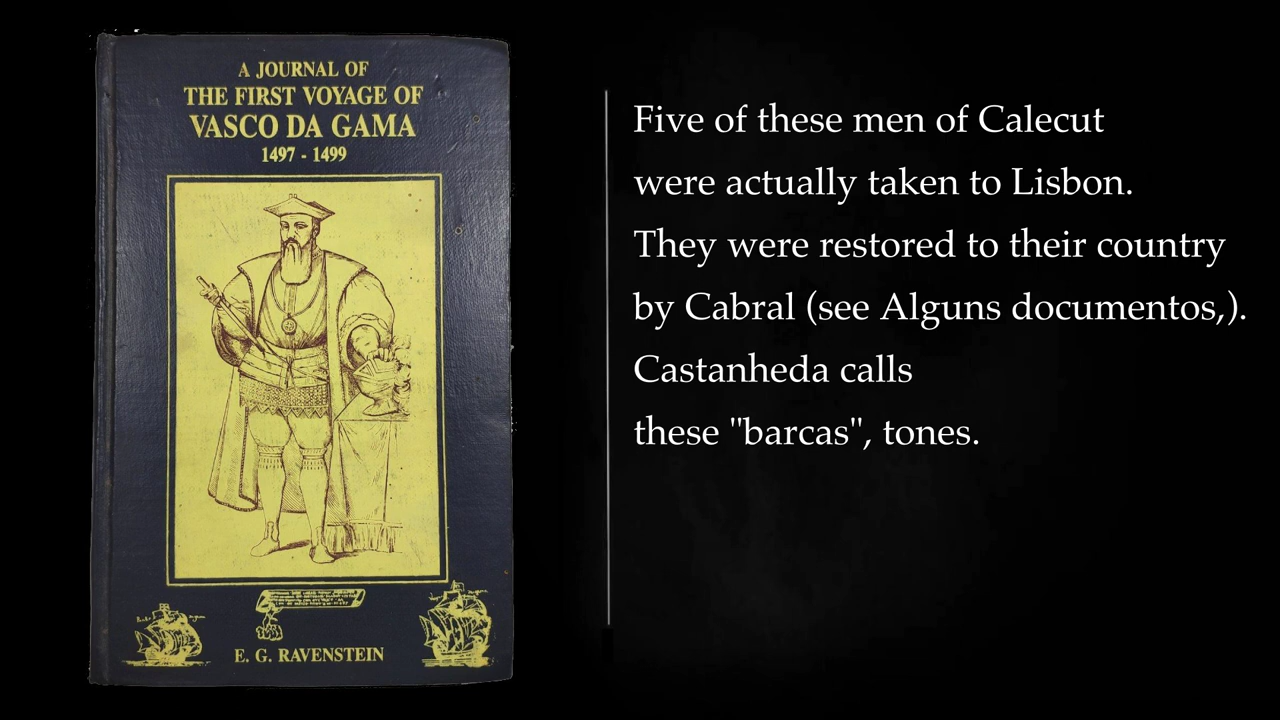 A JOURNAL OF
THE FIRST VOYAGE OF
VASCO DA GAMA
1497 - 1499
E. G. RAVENSTEIN
Five of these men of Calecut
were actually taken to Lisbon.
They were restored to their country
by Cabral (see Alguns documentos,).
Castanheda calls
these "barcas", tones.